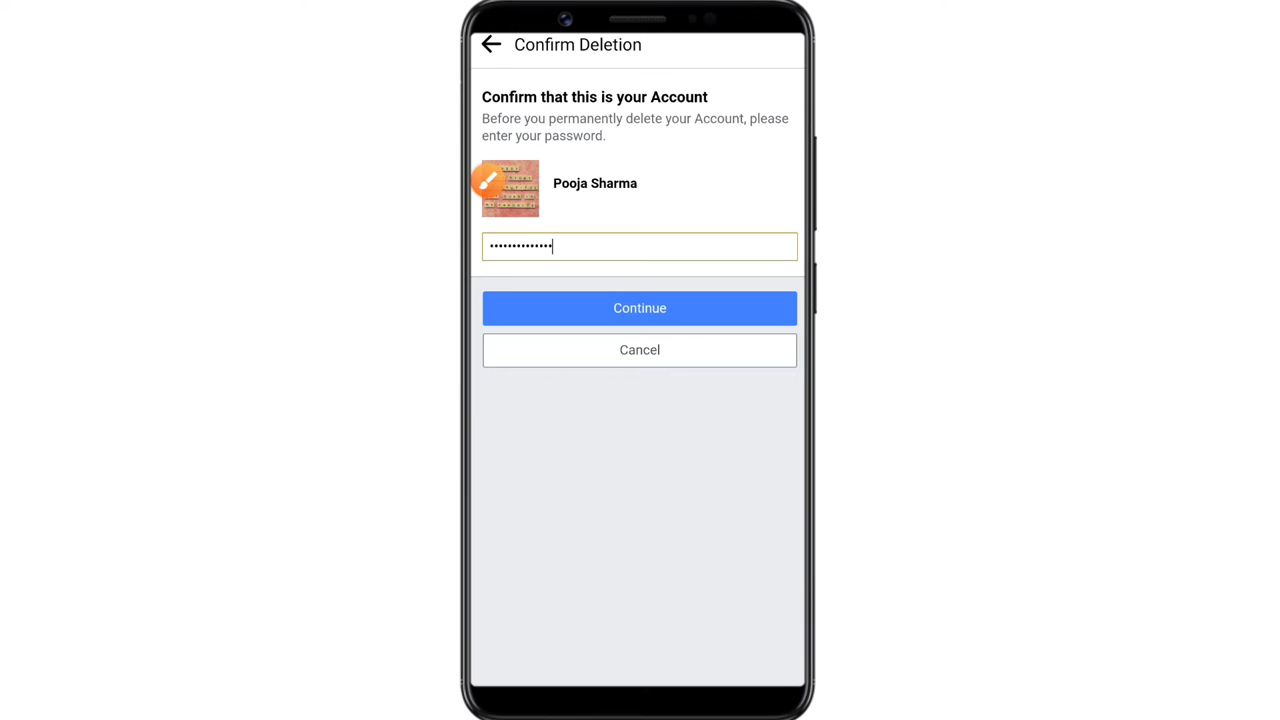 Confirm Deletion
Confirm that this is your Account
Before you permanently delete your Account, please
enter your password.
Pooja Sharma
••••••••••••••
Continue
Cancel